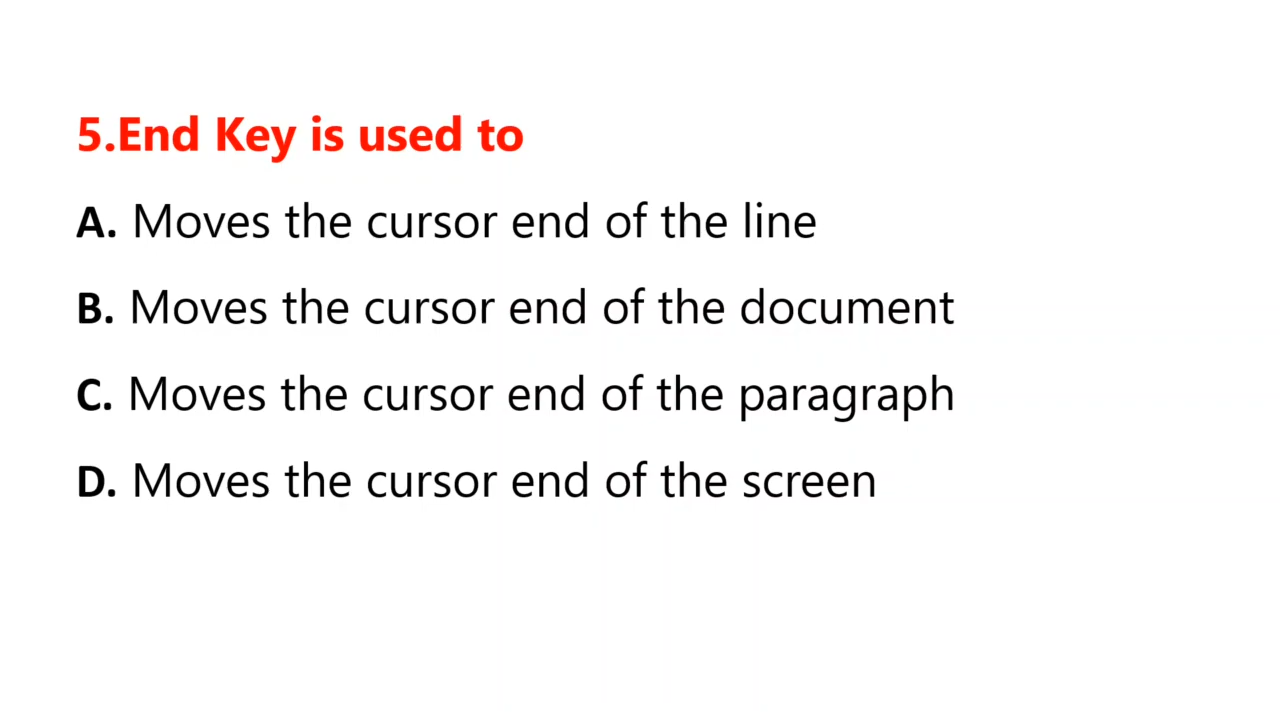 5.End Key is used to
A. Moves the cursor end of the line
B. Moves the cursor end of the document
C. Moves the cursor end of the paragraph
D. Moves the cursor end of the screen